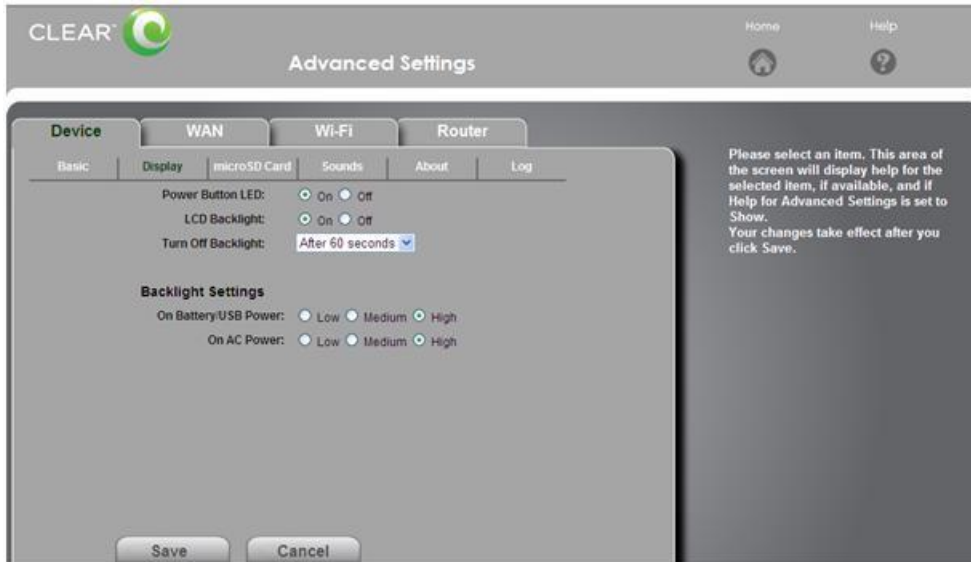 CLEAR
Home
Help
Advanced Settings
Device
WAN
Wi-Fi
Router
Basic
Display
microSD Card
Sounds
About
Log
Power Button LED: On Off
LCD Backlight: On Off
Turn Off Backlight: After 60 seconds
Backlight Settings
On Battery/USB Power: Low Medium High
On AC Power: Low Medium High
Save
Cancel
Please select an item. This area of
the screen will display help for the
selected item, if available, and if
Help for Advanced Settings is set to
Show.
Your changes take effect after you
click Save.